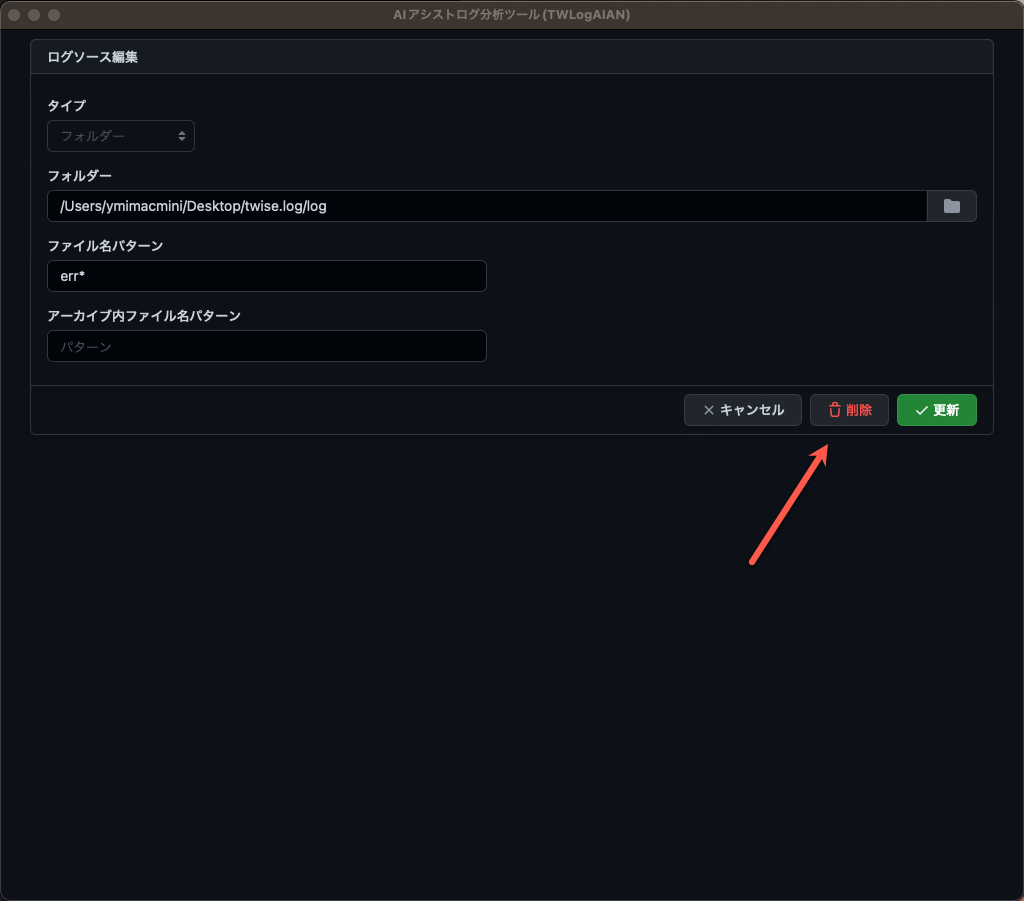 AIアシストログ分析ツール(TWLogAIAN)
ログソース編集
タイプ
フォルダー
フォルダー
/Users/ymimacmini/Desktop/twise.log/log
ファイル名パターン
err*
アーカイブ内ファイル名パターン
パターン
キャンセル 削除 更新